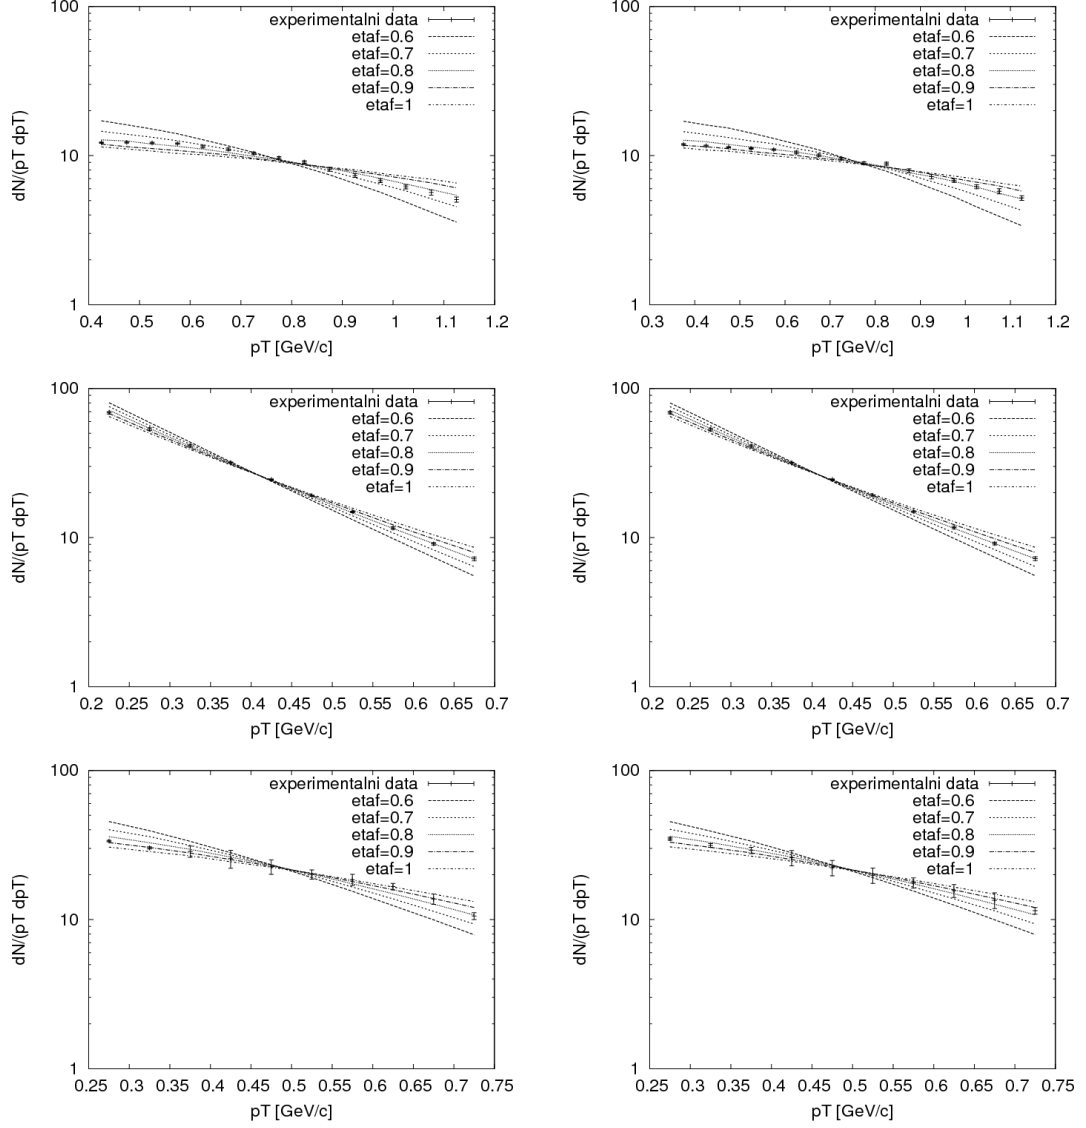 100
10
1
dN/(pT dpT)
experimentalni data
etaf=0.6
etaf=0.7
etaf=0.8
etaf=0.9
etaf=1
0.4 0.5 0.6 0.7 0.8 0.9 1 1.1 1.2
pT [GeV/c]
100
10
1
dN/(pT dpT)
experimentalni data
etaf=0.6
etaf=0.7
etaf=0.8
etaf=0.9
etaf=1
0.3 0.4 0.5 0.6 0.7 0.8 0.9 1 1.1 1.2
pT [GeV/c]
100
10
1
dN/(pT dpT)
experimentalni data
etaf=0.6
etaf=0.7
etaf=0.8
etaf=0.9
etaf=1
0.2 0.25 0.3 0.35 0.4 0.45 0.5 0.55 0.6 0.65 0.7
pT [GeV/c]
100
10
1
dN/(pT dpT)
experimentalni data
etaf=0.6
etaf=0.7
etaf=0.8
etaf=0.9
etaf=1
0.2 0.25 0.3 0.35 0.4 0.45 0.5 0.55 0.6 0.65 0.7
pT [GeV/c]
100
10
1
dN/(pT dpT)
experimentalni data
etaf=0.6
etaf=0.7
etaf=0.8
etaf=0.9
etaf=1
0.25 0.3 0.35 0.4 0.45 0.5 0.55 0.6 0.65 0.7 0.75
pT [GeV/c]
100
10
1
dN/(pT dpT)
experimentalni data
etaf=0.6
etaf=0.7
etaf=0.8
etaf=0.9
etaf=1
0.25 0.3 0.35 0.4 0.45 0.5 0.55 0.6 0.65 0.7 0.75
pT [GeV/c]